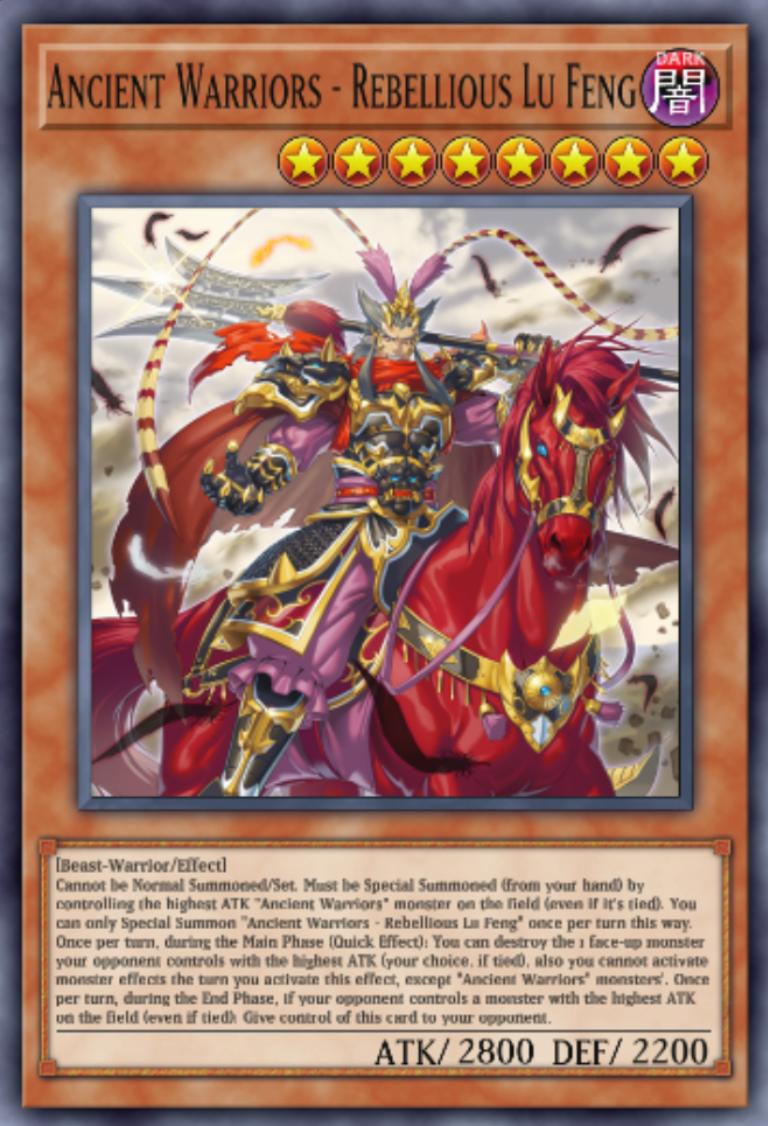 ANCIENT WARRIORS - REBELLIOUS LU FENG
DARK
闇
[Beast-Warrior/Effect]
Cannot be Normal Summoned/Set. Must be Special Summoned (from your hand) by
controlling the highest ATK "Ancient Warriors" monster on the field (even if it's tied). You
can only Special Summon "Ancient Warriors - Rebellious Lu Feng" once per turn this way.
Once per turn, during the Main Phase (Quick Effect): You can destroy the 1 face-up monster
your opponent controls with the highest ATK (your choice, if tied), also you cannot activate
monster effects the turn you activate this effect, except "Ancient Warriors" monsters'. Once
per turn, during the End Phase, if your opponent controls a monster with the highest ATK
on the field (even if tied): Give control of this card to your opponent.
ATK/ 2800 DEF/ 2200